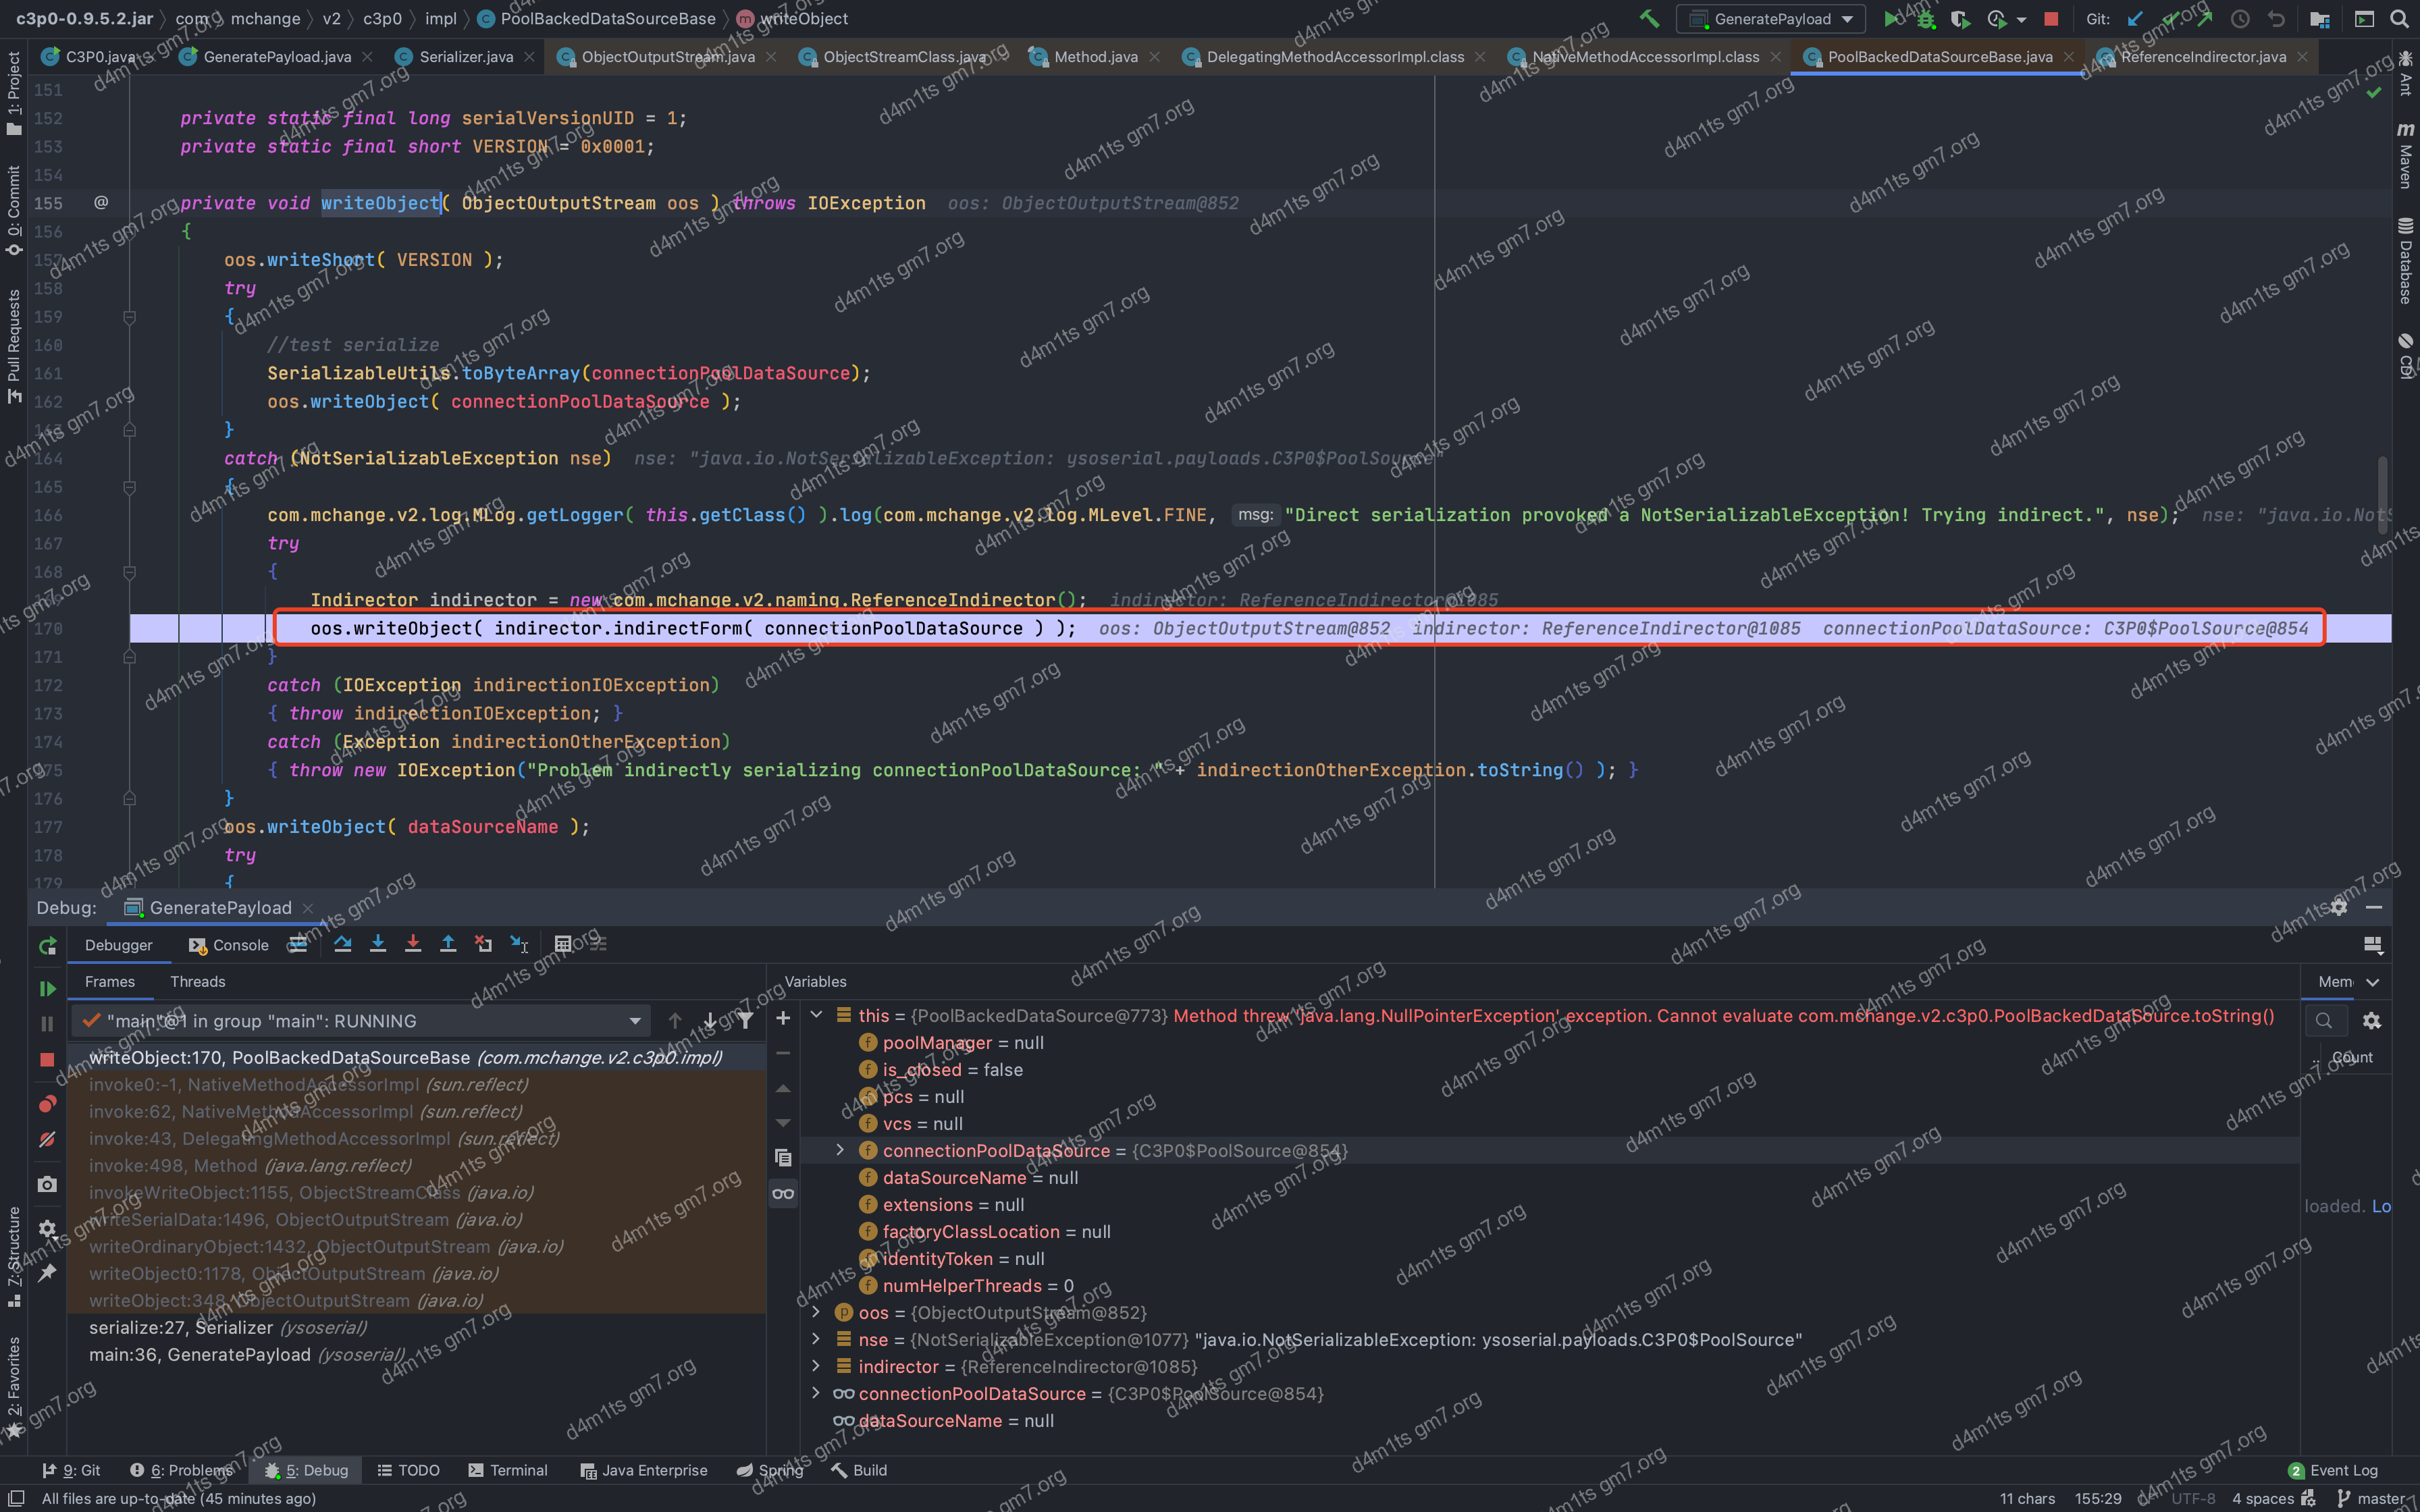 c3p0-0.9.5.2.jar com mchange v2 c3p0 impl PoolBackedDataSourceBase writeObject GeneratePayload Git:
C3P0.java GeneratePayload.java Serializer.java ObjectOutputStream.java ObjectStreamClass.java Method.java DelegatingMethodAccessorImpl.class NativeMethodAccessorImpl.class PoolBackedDataSourceBase.java ReferenceIndirector.java
1: Project
0: Commit
Pull Requests
7: Structure
2: Favorites
Ant
Maven
Database
CDI
151
152 private static final long serialVersionUID = 1;
153 private static final short VERSION = 0x0001;
154
155 @ private void writeObject( ObjectOutputStream oos ) throws IOException oos: ObjectOutputStream@852
156 {
157 oos.writeShort( VERSION );
158 try
159 {
160 //test serialize
161 SerializableUtils.toByteArray(connectionPoolDataSource);
162 oos.writeObject( connectionPoolDataSource );
163 }
164 catch (NotSerializableException nse) nse: "java.io.NotSerializableException: ysoserial.payloads.C3P0$PoolSource"
165 {
166 com.mchange.v2.log.MLog.getLogger( this.getClass() ).log(com.mchange.v2.log.MLevel.FINE, msg: "Direct serialization provoked a NotSerializableException! Trying indirect.", nse); nse: "java.io.NotS
167 try
168 {
169 Indirector indirector = new com.mchange.v2.naming.ReferenceIndirector(); indirector: ReferenceIndirector@1085
170 oos.writeObject( indirector.indirectForm( connectionPoolDataSource ) ); oos: ObjectOutputStream@852 indirector: ReferenceIndirector@1085 connectionPoolDataSource: C3P0$PoolSource@854
171 }
172 catch (IOException indirectionIOException)
173 { throw indirectionIOException; }
174 catch (Exception indirectionOtherException)
175 { throw new IOException("Problem indirectly serializing connectionPoolDataSource: " + indirectionOtherException.toString() ); }
176 }
177 oos.writeObject( dataSourceName );
178 try
179 {
Debug: GeneratePayload
Debugger Console
Frames Threads
"main"@1 in group "main": RUNNING
writeObject:170, PoolBackedDataSourceBase (com.mchange.v2.c3p0.impl)
invoke0:-1, NativeMethodAccessorImpl (sun.reflect)
invoke:62, NativeMethodAccessorImpl (sun.reflect)
invoke:43, DelegatingMethodAccessorImpl (sun.reflect)
invoke:498, Method (java.lang.reflect)
invokeWriteObject:1155, ObjectStreamClass (java.io)
writeSerialData:1496, ObjectOutputStream (java.io)
writeOrdinaryObject:1432, ObjectOutputStream (java.io)
writeObject0:1178, ObjectOutputStream (java.io)
writeObject:348, ObjectOutputStream (java.io)
serialize:27, Serializer (ysoserial)
main:36, GeneratePayload (ysoserial)
Variables
this = {PoolBackedDataSource@773} Method threw 'java.lang.NullPointerException' exception. Cannot evaluate com.mchange.v2.c3p0.PoolBackedDataSource.toString()
poolManager = null
is_closed = false
pcs = null
vcs = null
connectionPoolDataSource = {C3P0$PoolSource@854}
dataSourceName = null
extensions = null
factoryClassLocation = null
identityToken = null
numHelperThreads = 0
oos = {ObjectOutputStream@852}
nse = {NotSerializableException@1077} "java.io.NotSerializableException: ysoserial.payloads.C3P0$PoolSource"
indirector = {ReferenceIndirector@1085}
connectionPoolDataSource = {C3P0$PoolSource@854}
dataSourceName = null
Mem
Count
loaded. Lo
9: Git 6: Problems 5: Debug TODO Terminal Java Enterprise Spring Build 2 Event Log
All files are up-to-date (45 minutes ago) 11 chars 155:29 UTF-8 4 spaces master
d4m1ts gm7.org